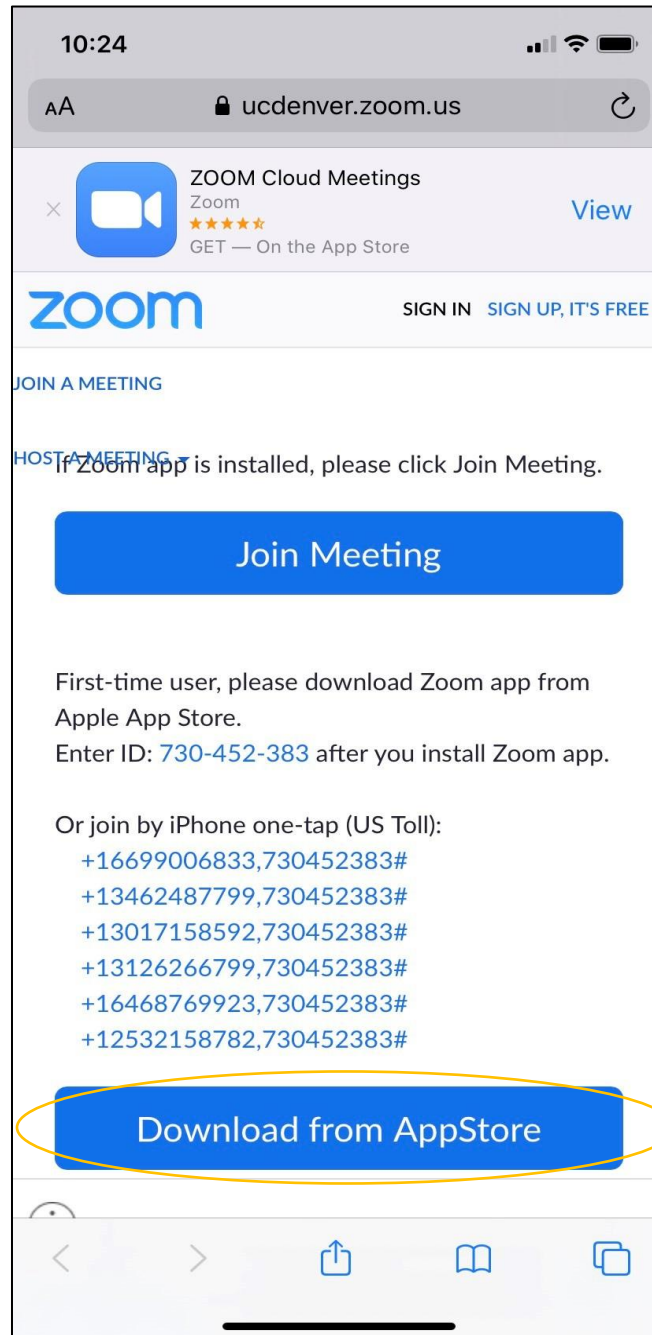 10:24
AA ucdenver.zoom.us
ZOOM Cloud Meetings
Zoom
GET — On the App Store
View
zoom
SIGN IN SIGN UP, IT'S FREE
JOIN A MEETING
HOST A MEETING
If Zoom app is installed, please click Join Meeting.
Join Meeting
First-time user, please download Zoom app from
Apple App Store.
Enter ID: 730-452-383 after you install Zoom app.
Or join by iPhone one-tap (US Toll):
+16699006833,730452383#
+13462487799,730452383#
+13017158592,730452383#
+13126266799,730452383#
+16468769923,730452383#
+12532158782,730452383#
Download from AppStore